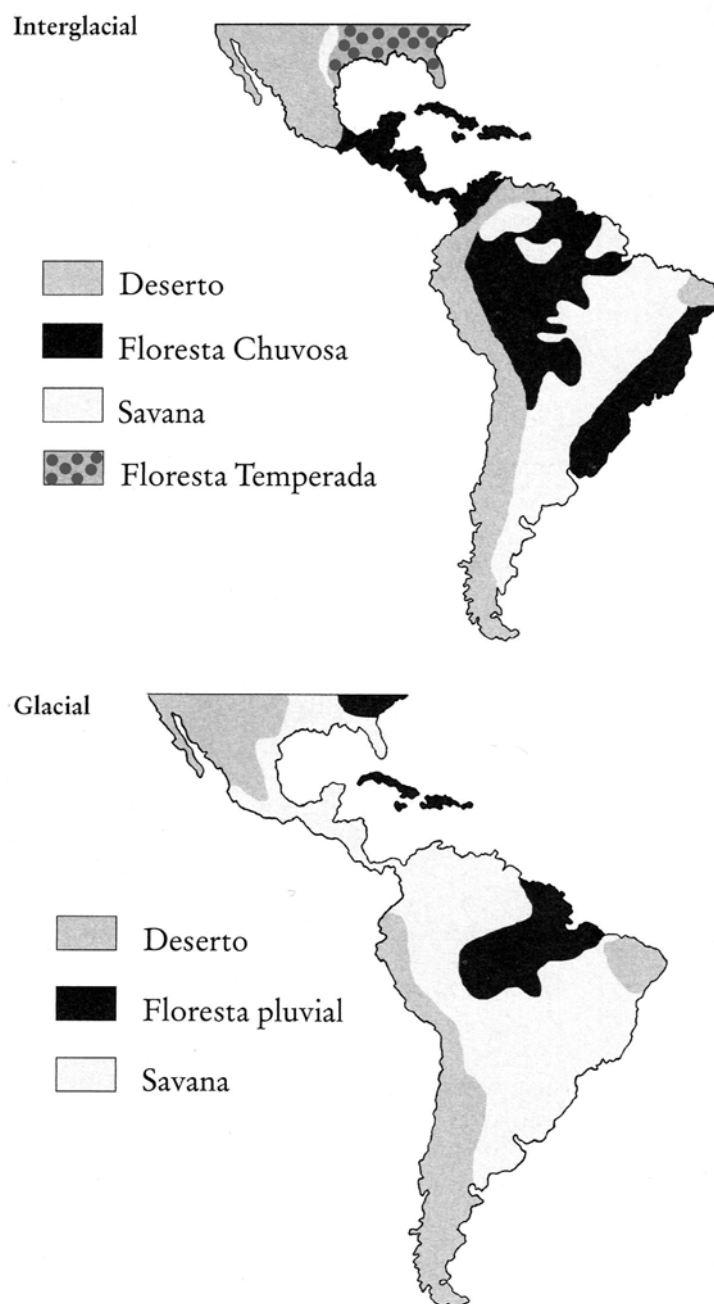 Interglacial
Deserto
Floresta Chuvosa
Savana
Floresta Temperada
Glacial
Deserto
Floresta pluvial
Savana